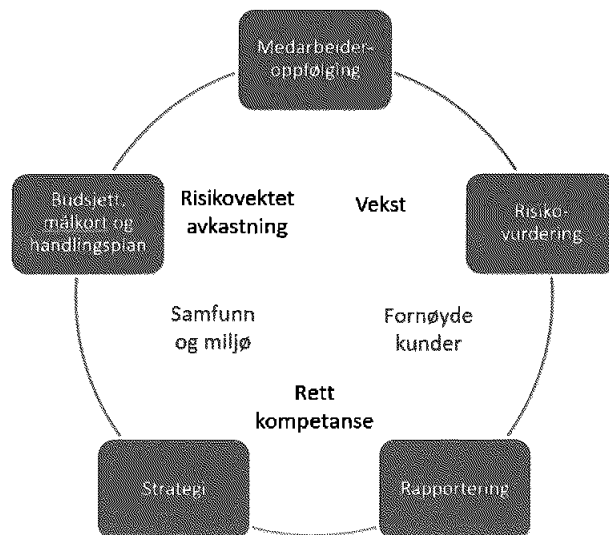 Medarbeider-
oppfølging
Budsjett,
målkort og
handlingsplan
Risikovektet
avkastning
Vekst
Risiko-
vurdering
Samfunn
og miljø
Fornøyde
kunder
Rett
kompetanse
Strategi
Rapportering